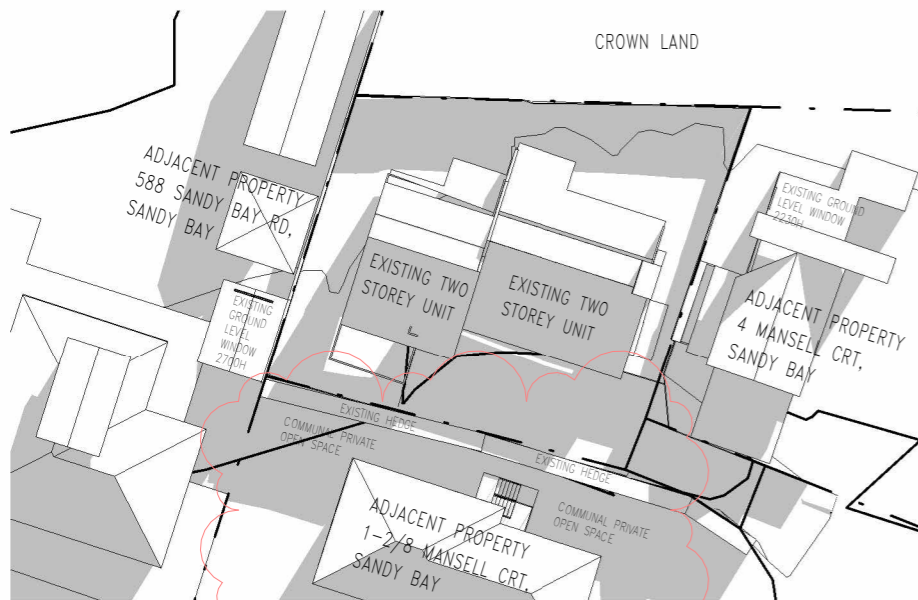 CROWN LAND
ADJACENT PROPERTY
588 SANDY BAY RD,
SANDY BAY
EXISTING GROUND
LEVEL WINDOW
2230H
EXISTING TWO
STOREY UNIT
EXISTING TWO
STOREY UNIT
ADJACENT PROPERTY
4 MANSELL CRT,
SANDY BAY
EXISTING
GROUND
LEVEL
WINDOW
2700H
EXISTING HEDGE
COMMUNAL PRIVATE
OPEN SPACE
EXISTING HEDGE
COMMUNAL PRIVATE
OPEN SPACE
ADJACENT PROPERTY
1-2/8 MANSELL CRT,
SANDY BAY